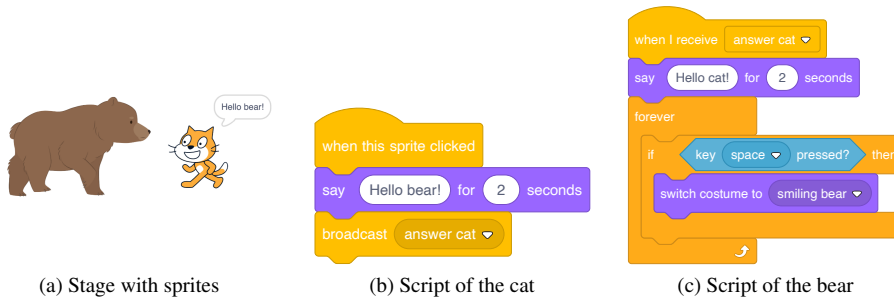 Hello bear!
(a) Stage with sprites
when this sprite clicked
say Hello bear! for 2 seconds
broadcast answer cat
(b) Script of the cat
when I receive answer cat
say Hello cat! for 2 seconds
forever
if key space pressed? then
switch costume to smiling bear
(c) Script of the bear